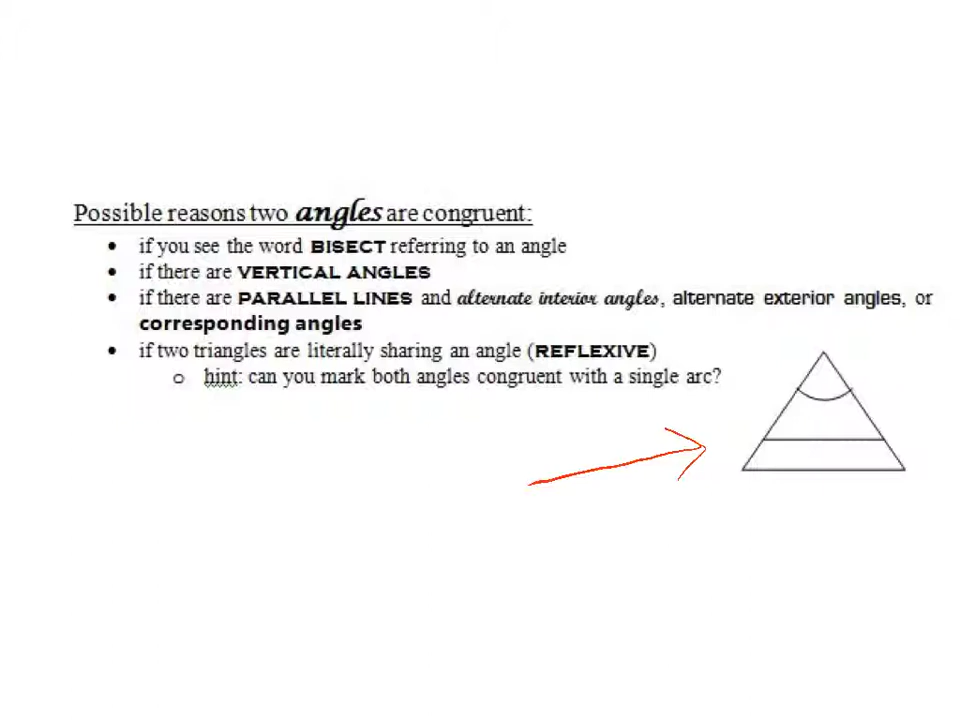 Possible reasons two angles are congruent:
• if you see the word BISECT referring to an angle
• if there are VERTICAL ANGLES
• if there are PARALLEL LINES and alternate interior angles, alternate exterior angles, or
corresponding angles
• if two triangles are literally sharing an angle (REFLEXIVE)
o hint: can you mark both angles congruent with a single arc?